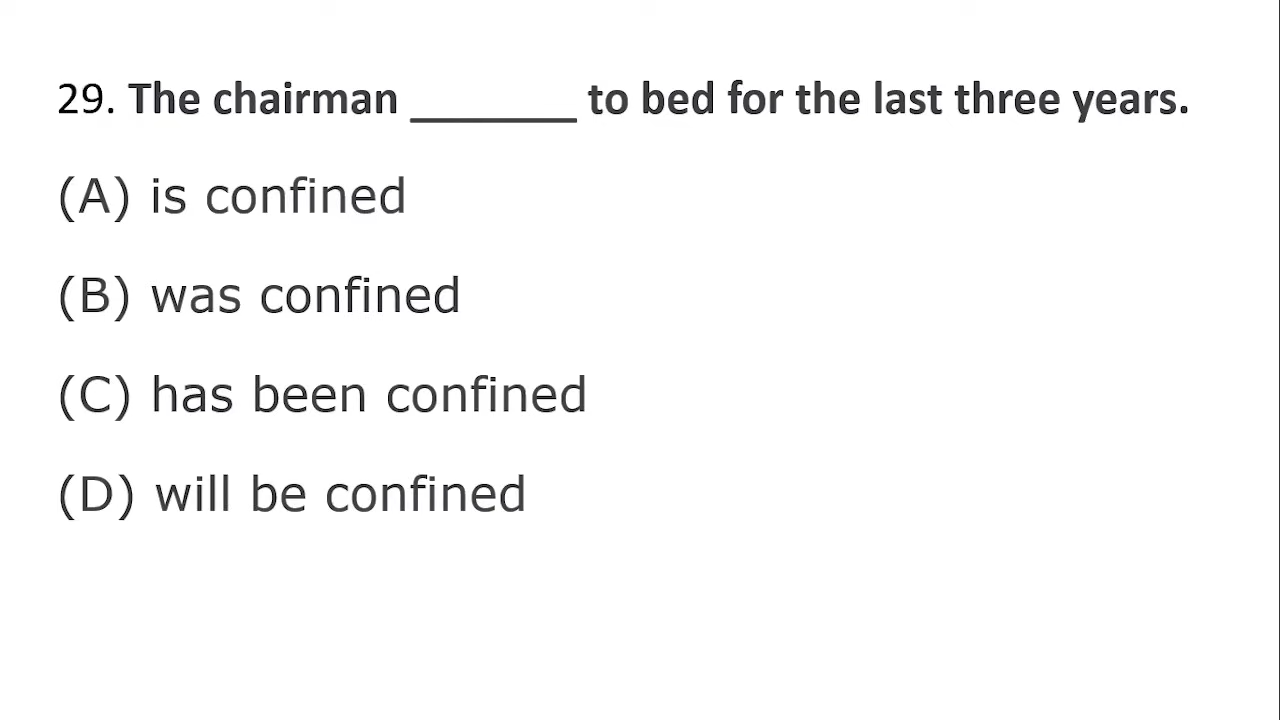 29. The chairman _______ to bed for the last three years.
(A) is confined
(B) was confined
(C) has been confined
(D) will be confined